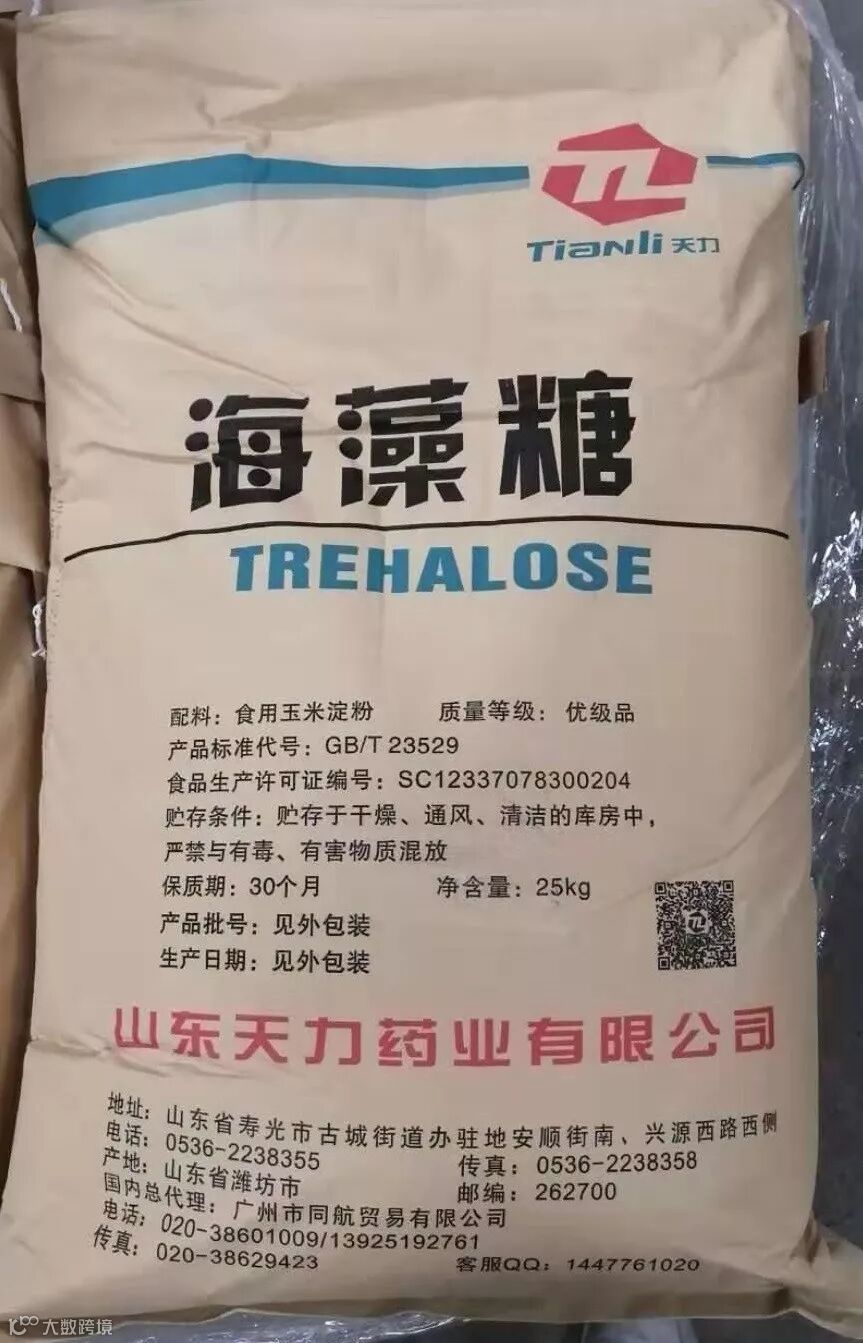 TL
Tianli 天力
海藻糖
TREHALOSE
配料：食用玉米淀粉 质量等级：优级品
产品标准代号：GB/T 23529
食品生产许可证编号：SC12337078300204
贮存条件：贮存于干燥、通风、清洁的库房中，
严禁与有毒、有害物质混放
保质期：30个月 净含量：25kg
产品批号：见外包装
生产日期：见外包装
TL
山东天力药业有限公司
地址：山东省寿光市古城街道办驻地安顺街南、兴源西路西侧
电话：0536-2238355 传真：0536-2238358
产地：山东省潍坊市 邮编：262700
国内总代理：广州市同航贸易有限公司
电话：020-38601009/13925192761
传真：020-38629423 客服QQ：1447761020
大数跨境